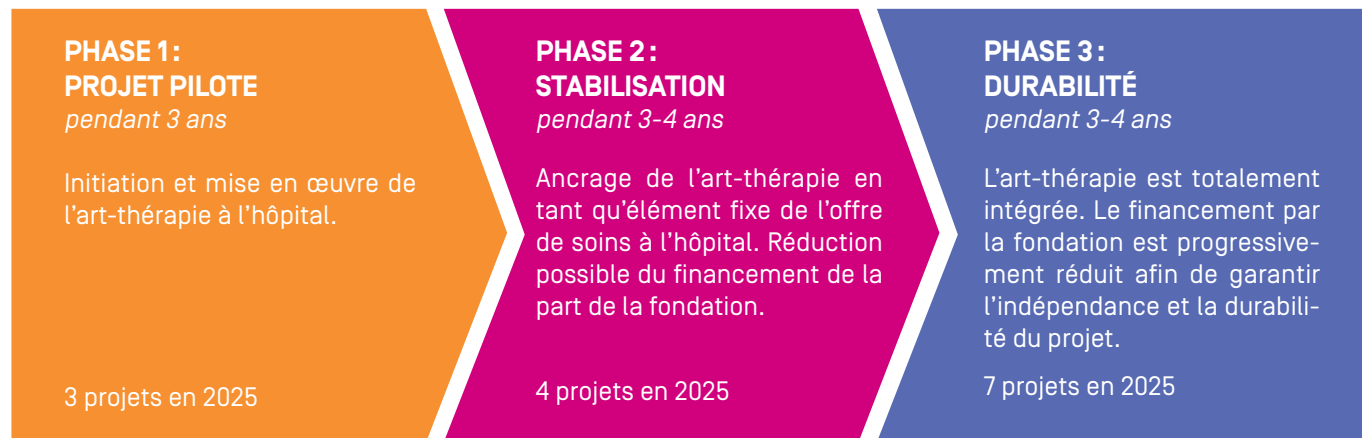 PHASE 1 :
PROJET PILOTE
pendant 3 ans
Initiation et mise en œuvre de
l’art-thérapie à l’hôpital.
3 projets en 2025
PHASE 2 :
STABILISATION
pendant 3-4 ans
Ancrage de l’art-thérapie en
tant qu’élément fixe de l’offre
de soins à l’hôpital. Réduction
possible du financement de la
part de la fondation.
4 projets en 2025
PHASE 3 :
DURABILITÉ
pendant 3-4 ans
L’art-thérapie est totalement
intégrée. Le financement par
la fondation est progressive-
ment réduit afin de garantir
l’indépendance et la durabili-
té du projet.
7 projets en 2025